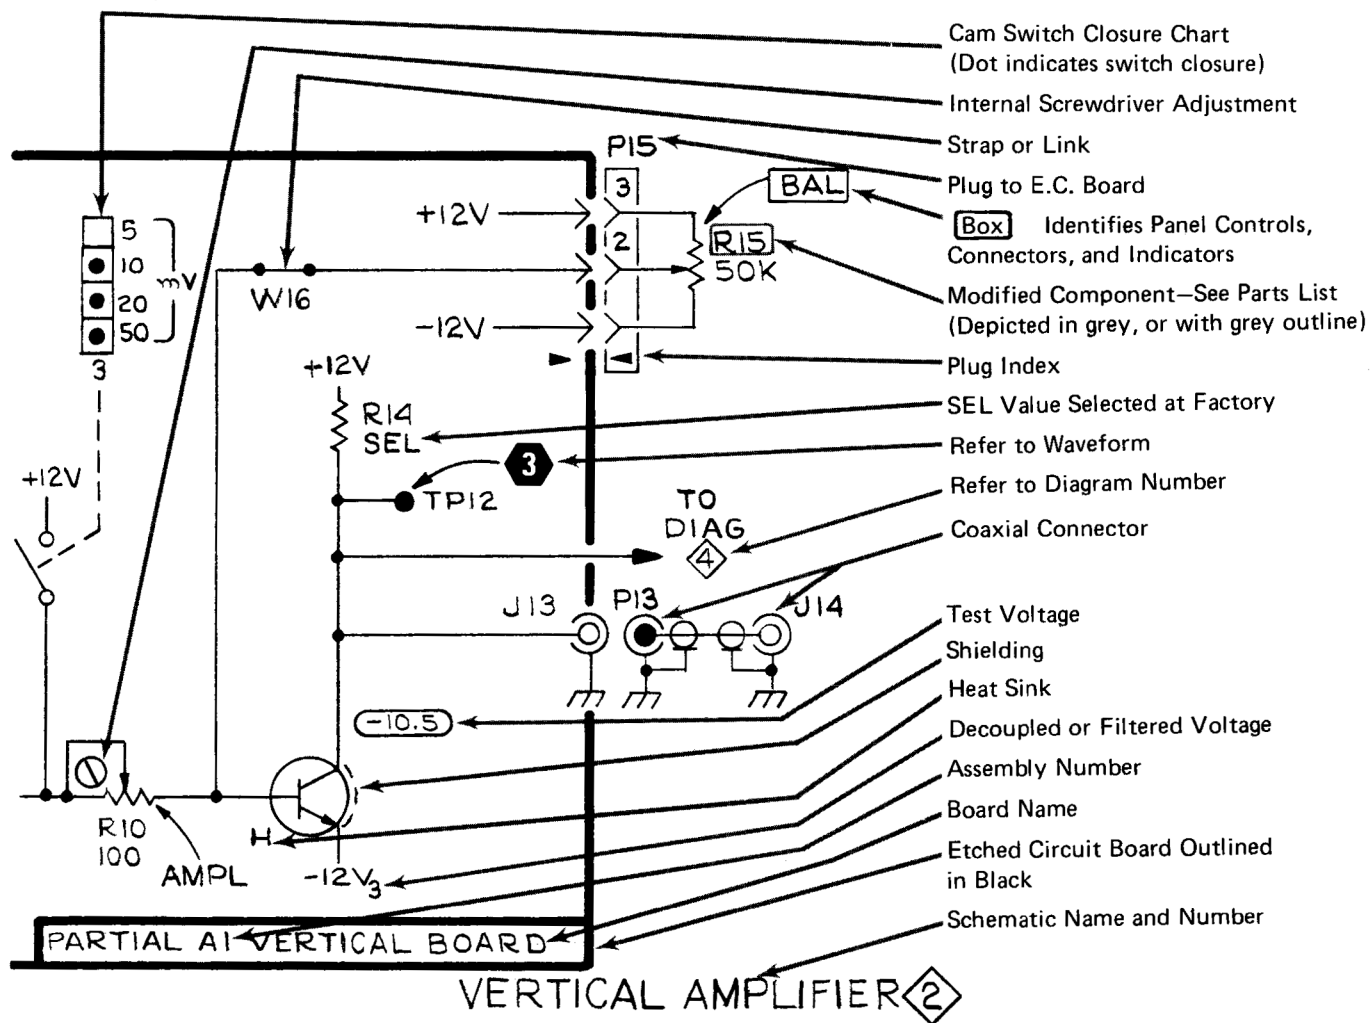 Cam Switch Closure Chart
(Dot indicates switch closure)
Internal Screwdriver Adjustment
Strap or Link
Plug to E.C. Board
Box Identifies Panel Controls,
Connectors, and Indicators
Modified Component—See Parts List
(Depicted in grey, or with grey outline)
Plug Index
SEL Value Selected at Factory
Refer to Waveform
Refer to Diagram Number
Coaxial Connector
Test Voltage
Shielding
Heat Sink
Decoupled or Filtered Voltage
Assembly Number
Board Name
Etched Circuit Board Outlined
in Black
Schematic Name and Number
P15
3
BAL
+12V
5
2
R15
10
mV
50K
20
W16
50
-12V
3
+12V
R14
SEL
3
+12V
TP12
TO
DIAG
4
J13
P13
J14
-10.5
R10
100
H
AMPL
-12V3
PARTIAL A1 VERTICAL BOARD
VERTICAL AMPLIFIER 2